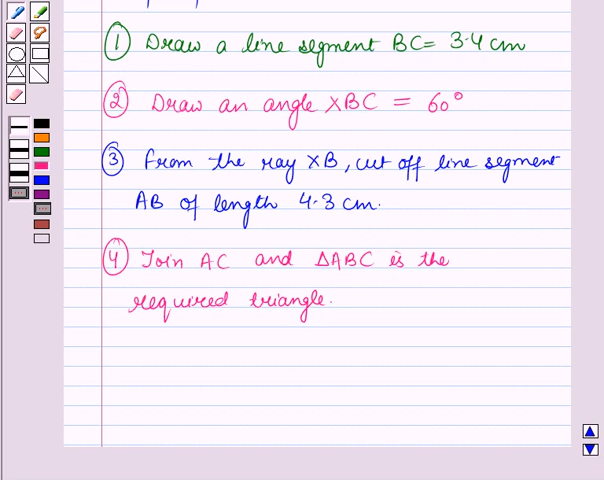 ① Draw a line segment BC = 3.4 cm
② Draw an angle XBC = 60°
③ From the ray XB, cut off line segment
AB of length 4.3 cm.
④ Join AC and ΔABC is the
required triangle.